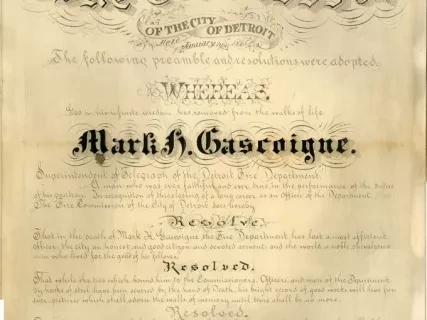 OF THE CITY OF DETROIT
Held January
The following preamble and resolutions were adopted.
WHEREAS,
God in his infinite wisdom has removed from the walks of life
Mark H. Gascoigne.
Superintendent of Telegraph of the Detroit Fire Department.
A man who was ever faithful and ever true in the performance of the duties
of his position. In recognition of the closing of a long career as an Officer of the Department
The Fire Commission of the City of Detroit does hereby
Resolve.
That in the death of Mark H. Gascoigne the Fire Department has lost a most efficient
officer, the city an honest and good citizen and devoted servant, and the world a noble
man who lived for the good of his fellows.
Resolved.
That while the ties which bound him to the Commissioners, Officers, and men of the Department
by hooks of steel have been severed by the hand of Death, his bright record of good works will
ever, pictures which shall adorn the walls of memory until time shall be no more.
Resolved.